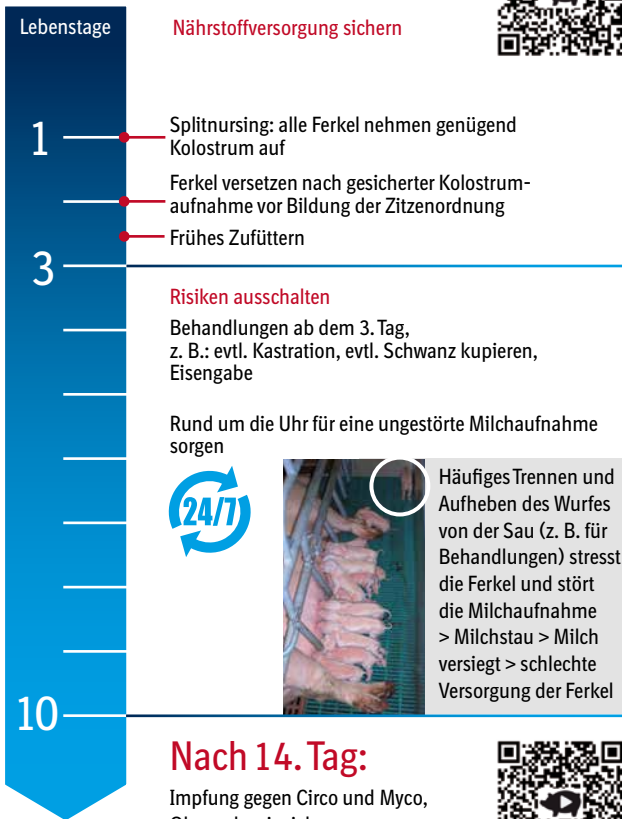 Lebenstage
Nährstoffversorgung sichern
1
Splitnursing: alle Ferkel nehmen genügend
Kolostrum auf
Ferkel versetzen nach gesicherter Kolostrum-
aufnahme vor Bildung der Zitzenordnung
Frühes Zufüttern
3
Risiken ausschalten
Behandlungen ab dem 3. Tag,
z. B.: evtl. Kastration, evtl. Schwanz kupieren,
Eisengabe
Rund um die Uhr für eine ungestörte Milchaufnahme
sorgen
24/7
Häufiges Trennen und
Aufheben des Wurfes
von der Sau (z. B. für
Behandlungen) stresst
die Ferkel und stört
die Milchaufnahme
> Milchstau > Milch
versiegt > schlechte
Versorgung der Ferkel
10
Nach 14. Tag:
Impfung gegen Circo und Myco,